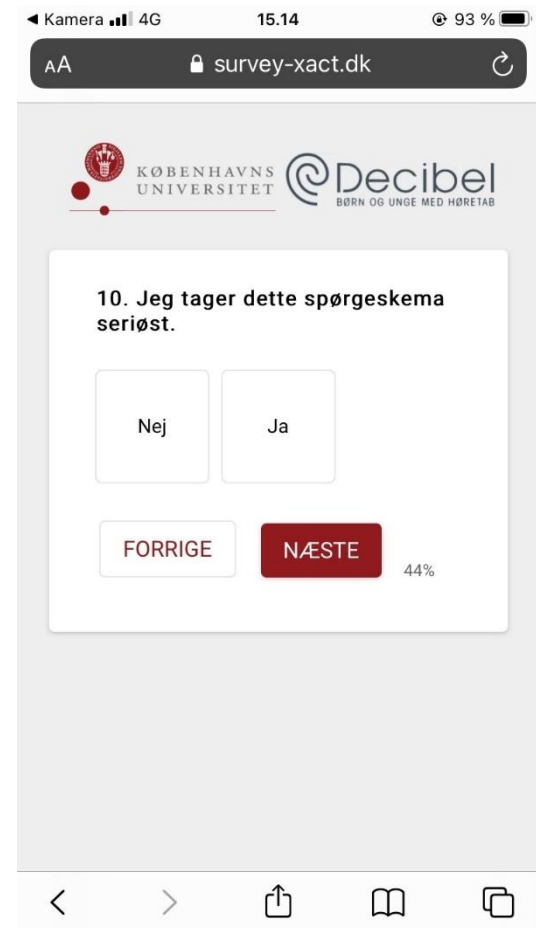 Kamera 4G 15.14 93 %
AA survey-xact.dk
KØBENHAVNS
UNIVERSITET
Decibel
BØRN OG UNGE MED HØRETAB
10. Jeg tager dette spørgeskema
seriøst.
Nej Ja
FORRIGE NÆSTE 44%